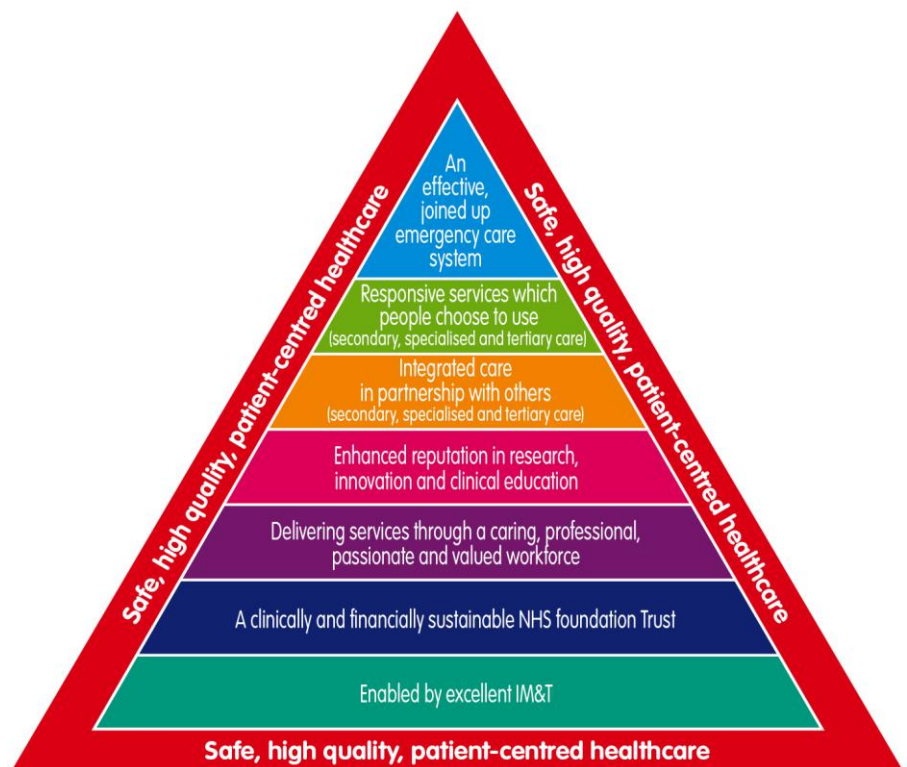 An
effective,
joined up
emergency care
system
Responsive services which
people choose to use
(secondary, specialised and tertiary care)
Integrated care
in partnership with others
(secondary, specialised and tertiary care)
Enhanced reputation in research,
innovation and clinical education
Delivering services through a caring, professional,
passionate and valued workforce
A clinically and financially sustainable NHS foundation Trust
Enabled by excellent IM&T
Safe, high quality, patient-centred healthcare
Safe, high quality, patient-centred healthcare
Safe, high quality, patient-centred healthcare